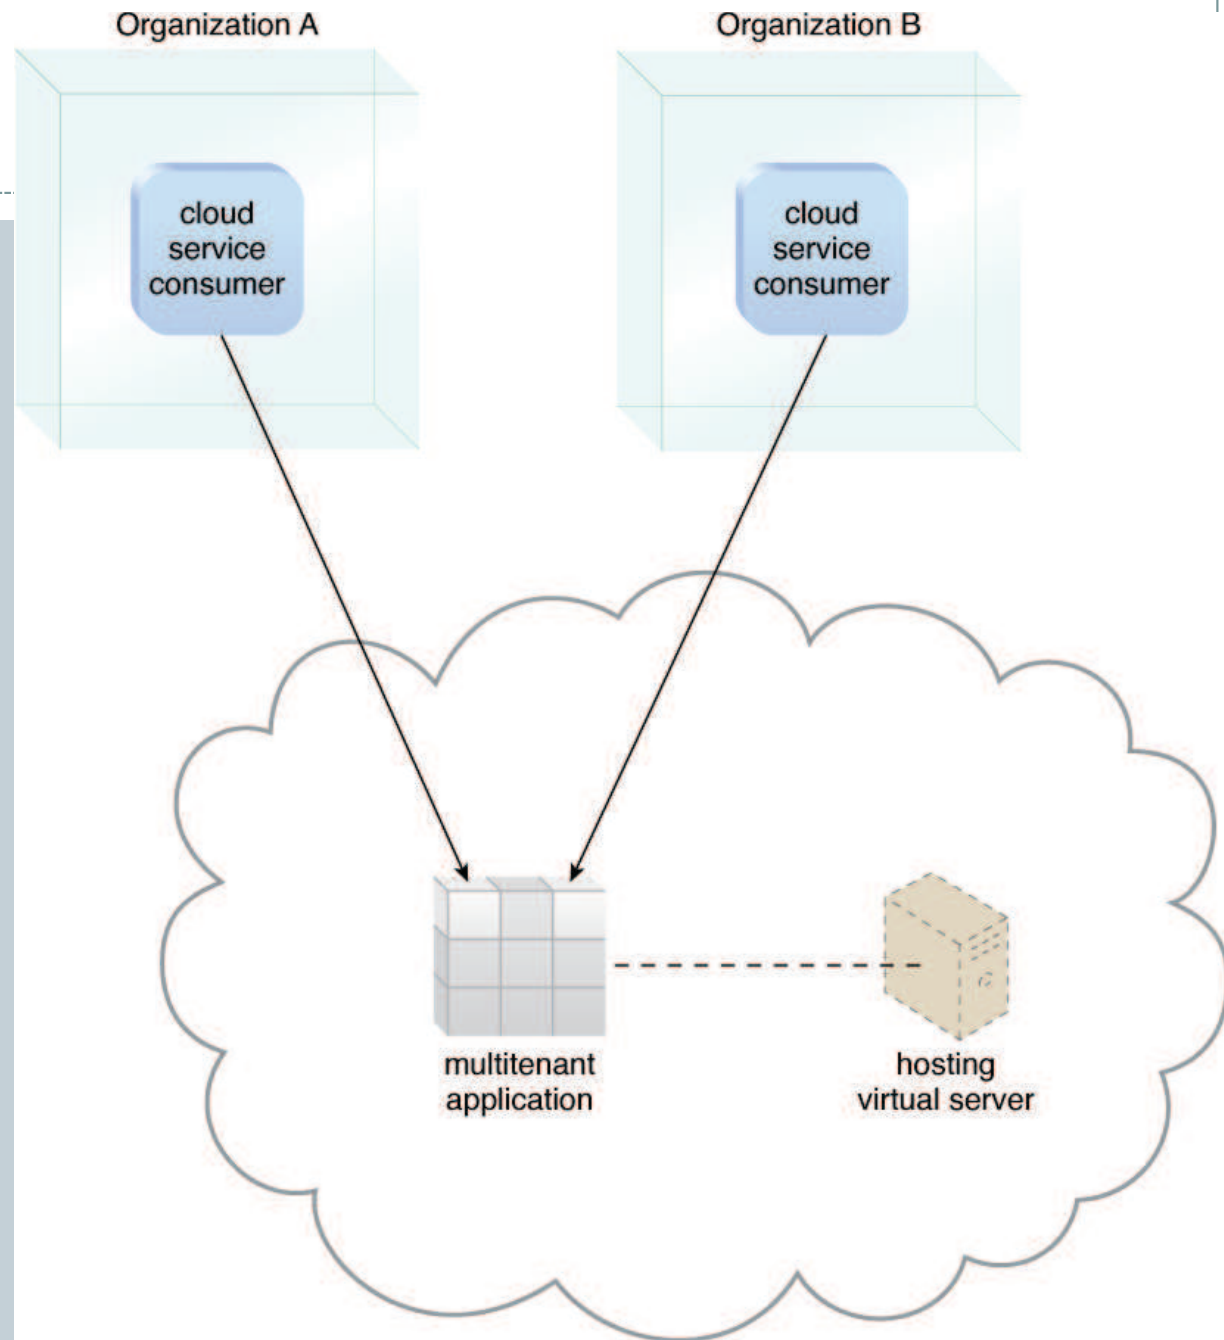 Organization A
Organization B
cloud
service
consumer
cloud
service
consumer
multitenant
application
hosting
virtual server